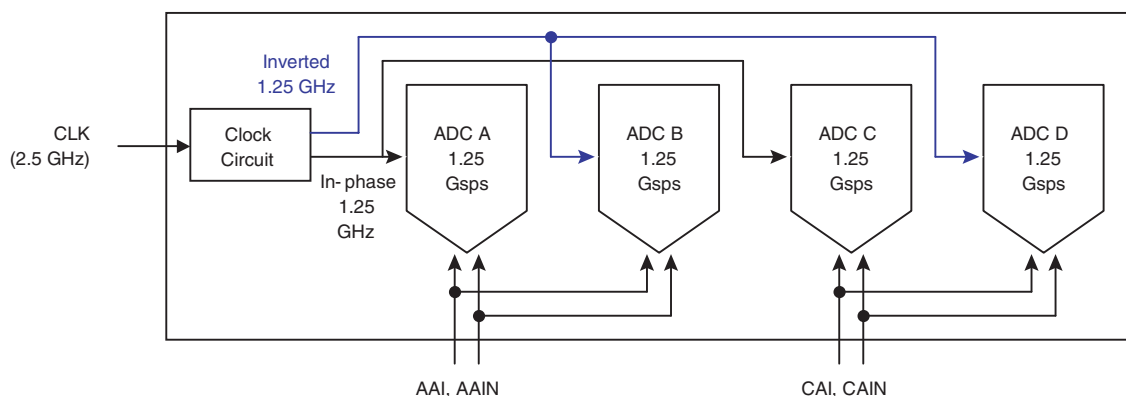 Inverted
1.25 GHz
CLK
(2.5 GHz)
Clock
Circuit
In- phase
1.25
GHz
ADC A
1.25
Gsps
ADC B
1.25
Gsps
ADC C
1.25
Gsps
ADC D
1.25
Gsps
AAI, AAIN
CAI, CAIN